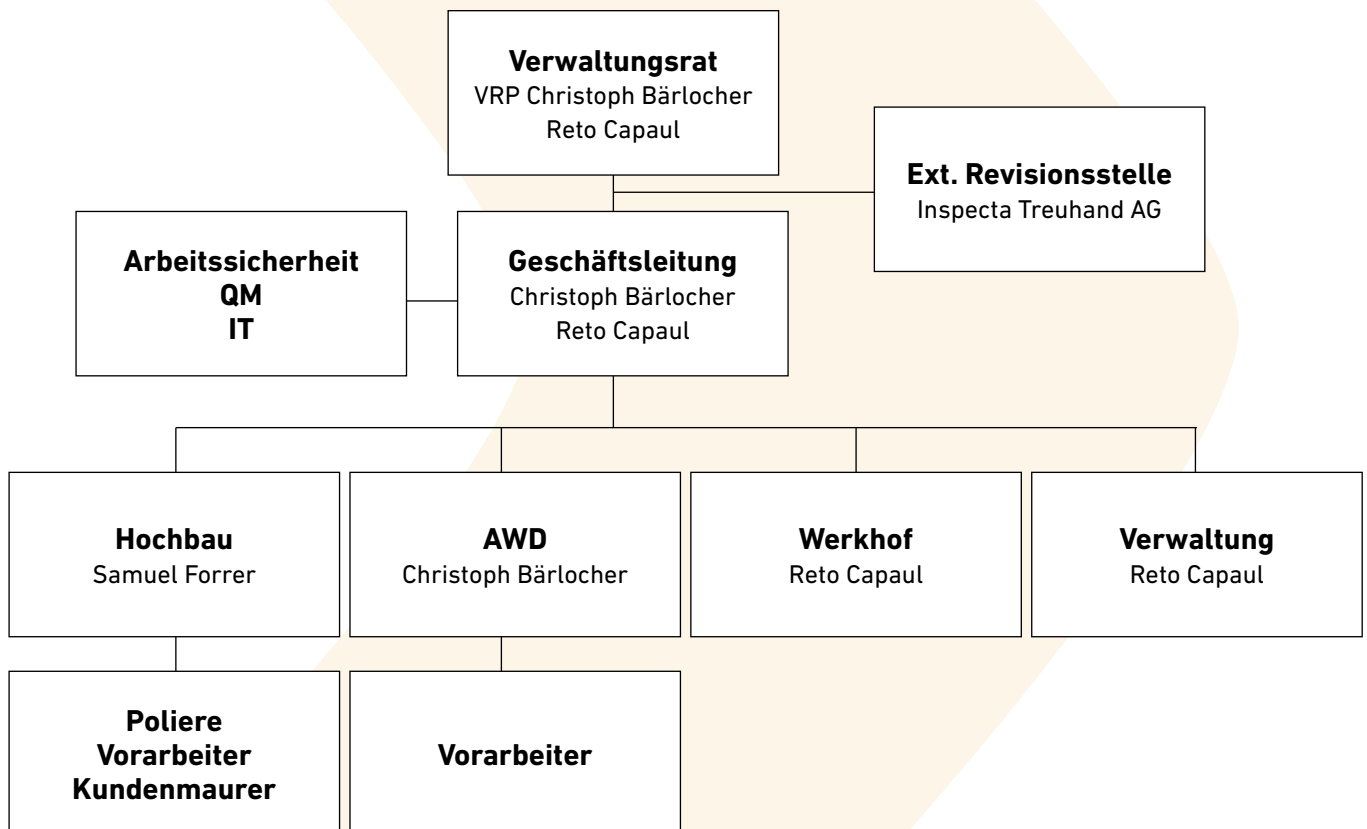 Verwaltungsrat
VRP Christoph Bärlocher
Reto Capaul
Ext. Revisionsstelle
Inspecta Treuhand AG
Arbeitssicherheit
QM
IT
Geschäftsleitung
Christoph Bärlocher
Reto Capaul
Hochbau
Samuel Forrer
AWD
Christoph Bärlocher
Werkhof
Reto Capaul
Verwaltung
Reto Capaul
Poliere
Vorarbeiter
Kundenmaurer
Vorarbeiter